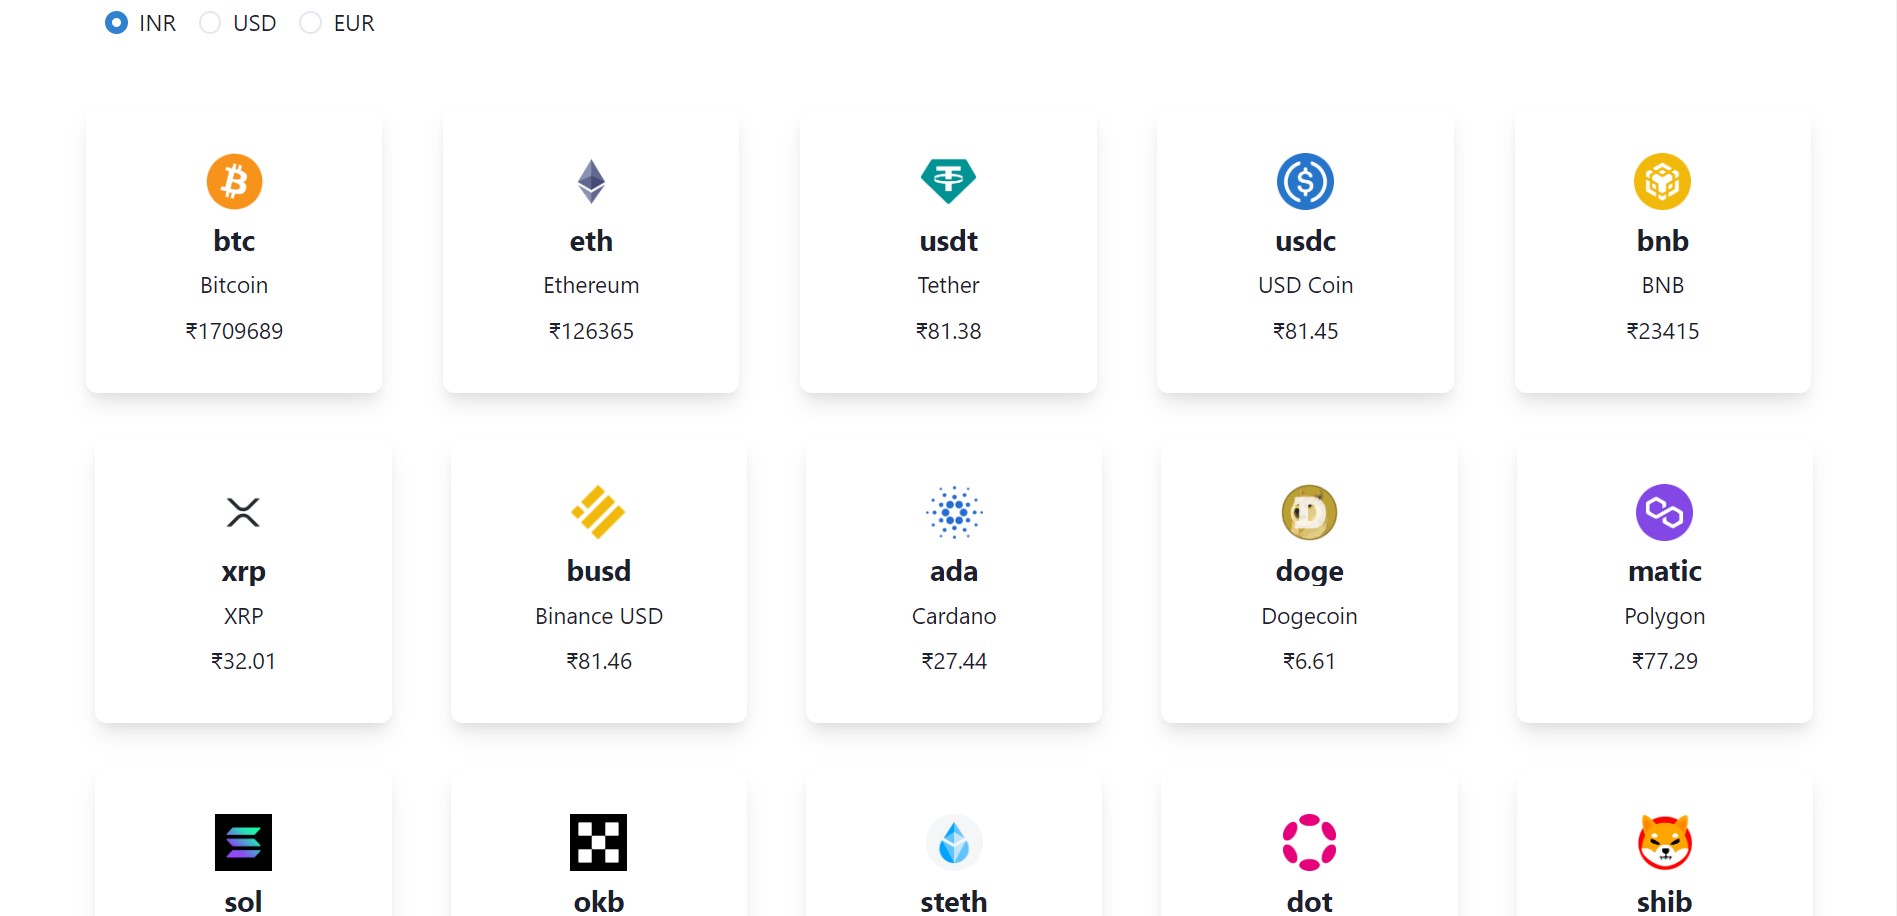 INR USD EUR
btc eth usdt usdc bnb
Bitcoin Ethereum Tether USD Coin BNB
₹1709689 ₹126365 ₹81.38 ₹81.45 ₹23415
xrp busd ada doge matic
XRP Binance USD Cardano Dogecoin Polygon
₹32.01 ₹81.46 ₹27.44 ₹6.61 ₹77.29
sol okb steth dot shib